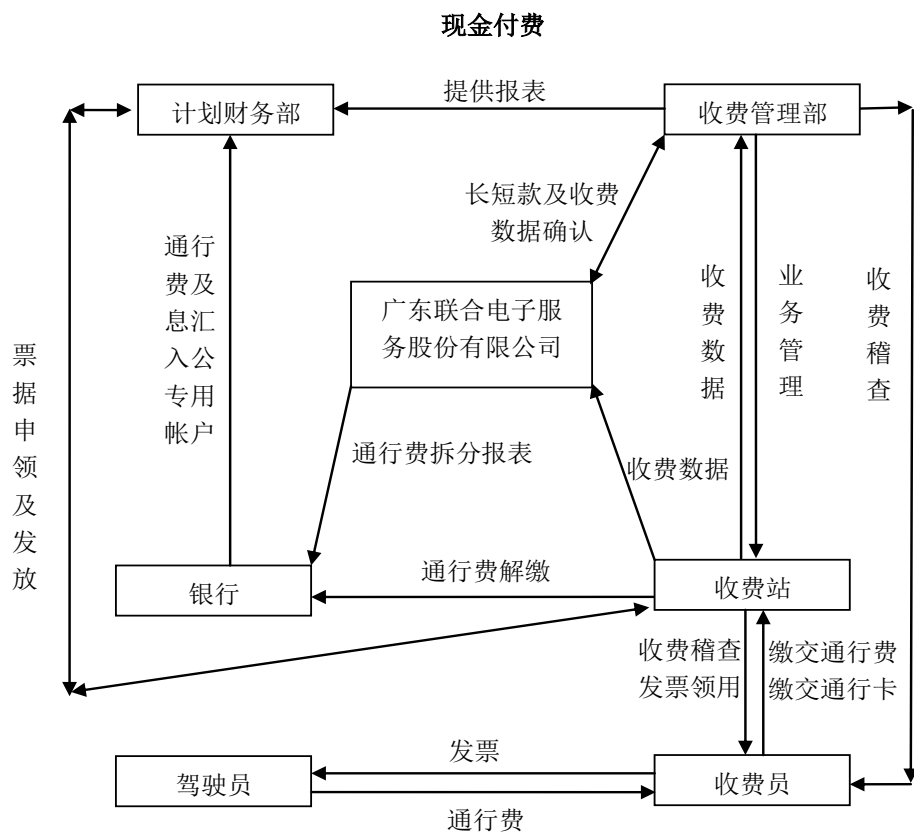 现金付费
计划财务部
提供报表
收费管理部
长短款及收费
数据确认
通行
费及
息汇
入公
专用
帐户
广东联合电子服
务股份有限公司
收费数据
业务管理
收费稽查
票据申领及发放
通行费拆分报表
收费数据
银行
通行费解缴
收费站
收费稽查
发票领用
缴交通行费
缴交通行卡
驾驶员
发票
通行费
收费员